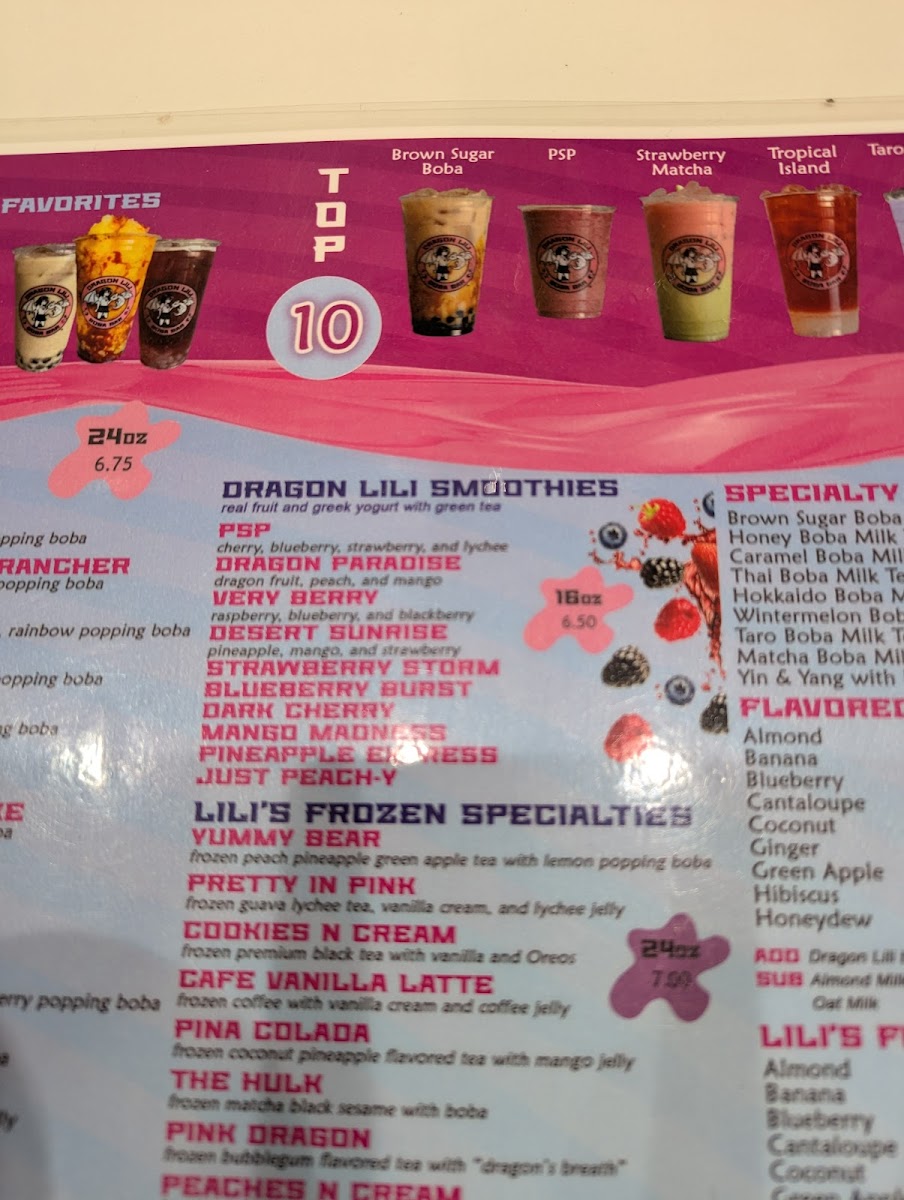 FAVORITES
TOP
10
Brown Sugar
Boba
PSP
Strawberry
Matcha
Tropical
Island
Taro
DRAGON LILI
BOBA BAR
24oz
6.75
pping boba
RANCHER
popping boba
, rainbow popping boba
opping boba
ng boba
KE
ba
erry popping boba
DRAGON LILI SMOOTHIES
real fruit and greek yogurt with green tea
PSP
cherry, blueberry, strawberry, and lychee
DRAGON PARADISE
dragon fruit, peach, and mango
VERY BERRY
raspberry, blueberry, and blackberry
DESERT SUNRISE
pineapple, mango, and strawberry
STRAWBERRY STORM
BLUEBERRY BURST
DARK CHERRY
MANGO MADNESS
PINEAPPLE EXPRESS
JUST PEACH-Y
16oz
6.50
LILI'S FROZEN SPECIALTIES
YUMMY BEAR
frozen peach pineapple green apple tea with lemon popping boba
PRETTY IN PINK
frozen guava lychee tea, vanilla cream, and lychee jelly
COOKIES N CREAM
frozen premium black tea with vanilla and Oreos
CAFE VANILLA LATTE
frozen coffee with vanilla cream and coffee jelly
PINA COLADA
frozen coconut pineapple flavored tea with mango jelly
THE HULK
frozen matcha black sesame with boba
PINK DRAGON
frozen bubblegum flavored tea with "dragon's breath"
PEACHES N CREAM
24oz
7.00
SPECIALTY
Brown Sugar Boba
Honey Boba Milk
Caramel Boba Mil
Thai Boba Milk Te
Hokkaido Boba M
Wintermelon Bob
Taro Boba Milk T
Matcha Boba Mil
Yin & Yang with
FLAVORED
Almond
Banana
Blueberry
Cantaloupe
Coconut
Ginger
Green Apple
Hibiscus
Honeydew
ADD Dragon Lili
SUB Almond Milk
Oat Milk
LILI'S F
Almond
Banana
Blueberry
Cantaloupe
Coconut